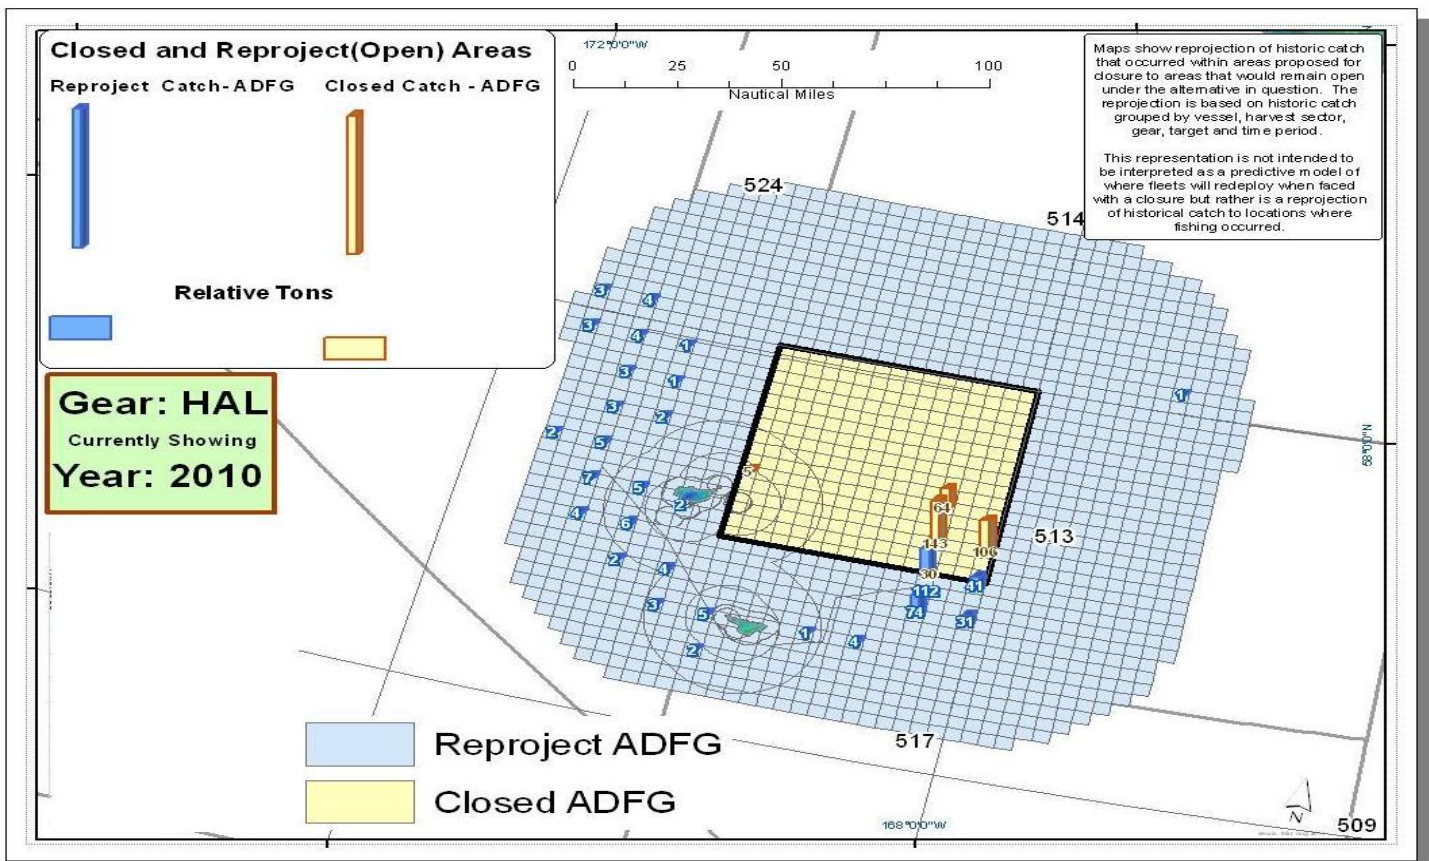 Closed and Reproject(Open) Areas
Reproject Catch-ADFG
Closed Catch - ADFG
Relative Tons
Gear: HAL
Currently Showing
Year: 2010
172°0'0"W
0 25 50 100
Nautical Miles
Maps show reprojection of historic catch
that occurred within areas proposed for
closure to areas that would remain open
under the alternative in question. The
reprojection is based on historic catch
grouped by vessel, harvest sector,
gear, target and time period.
This representation is not intended to
be interpreted as a predictive model of
where fleets will redeploy when faced
with a closure but rather is a reprojection
of historical catch to locations where
fishing occurred.
524
514
3
4
3
4
1
3
1
1
3
2
2
5
5
7
5
2
64
4
6
143
106
513
58°0'0"N
2
4
30
41
112
3
5
74
31
1
4
2
517
Reproject ADFG
Closed ADFG
168°0'0"W
N
509